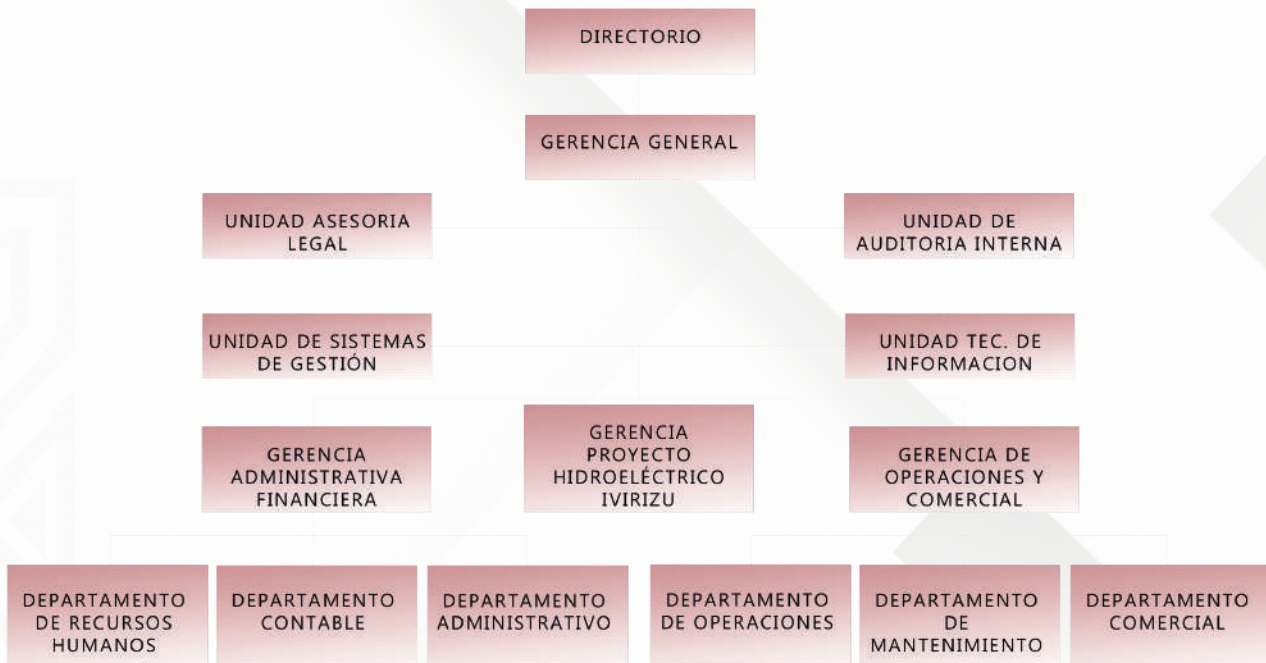 DIRECTORIO
GERENCIA GENERAL
UNIDAD ASESORIA
LEGAL
UNIDAD DE
AUDITORIA INTERNA
UNIDAD DE SISTEMAS
DE GESTIÓN
UNIDAD TEC. DE
INFORMACION
GERENCIA
ADMINISTRATIVA
FINANCIERA
GERENCIA
PROYECTO
HIDROELÉCTRICO
IVIRIZU
GERENCIA DE
OPERACIONES Y
COMERCIAL
DEPARTAMENTO
DE RECURSOS
HUMANOS
DEPARTAMENTO
CONTABLE
DEPARTAMENTO
ADMINISTRATIVO
DEPARTAMENTO
DE OPERACIONES
DEPARTAMENTO
DE
MANTENIMIENTO
DEPARTAMENTO
COMERCIAL